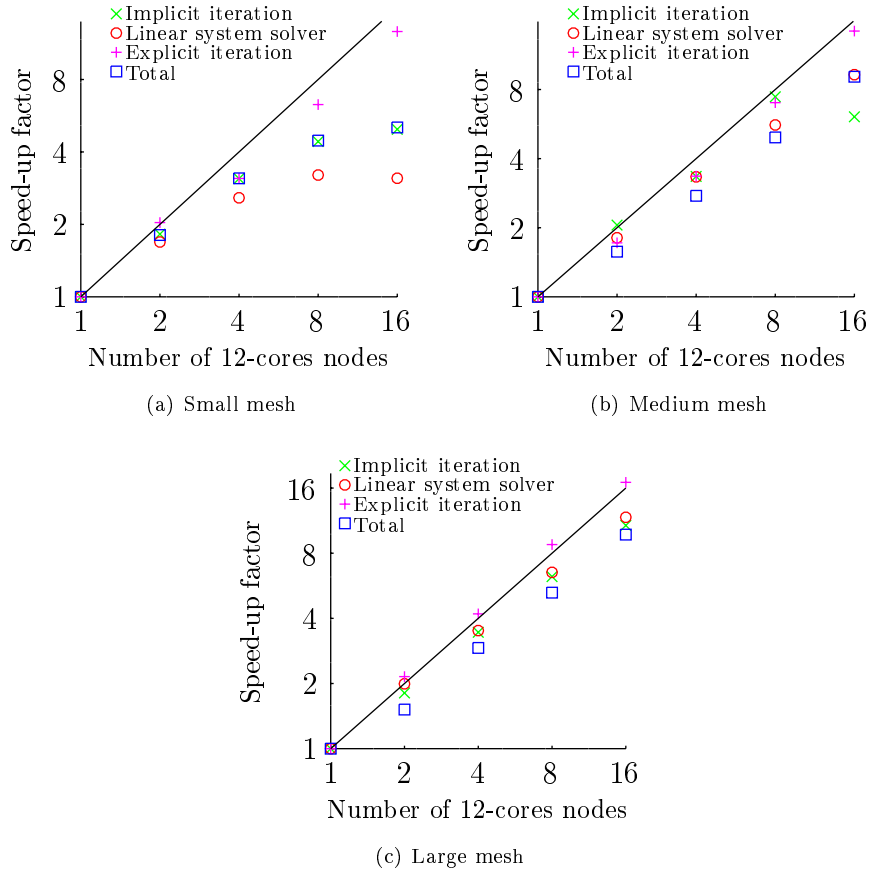 Implicit iteration
Linear system solver
Explicit iteration
Total
8
4
2
1
Speed-up factor
1 2 4 8 16
Number of 12-cores nodes
(a) Small mesh
Implicit iteration
Linear system solver
Explicit iteration
Total
8
4
2
1
Speed-up factor
1 2 4 8 16
Number of 12-cores nodes
(b) Medium mesh
Implicit iteration
Linear system solver
Explicit iteration
Total
16
8
4
2
1
Speed-up factor
1 2 4 8 16
Number of 12-cores nodes
(c) Large mesh